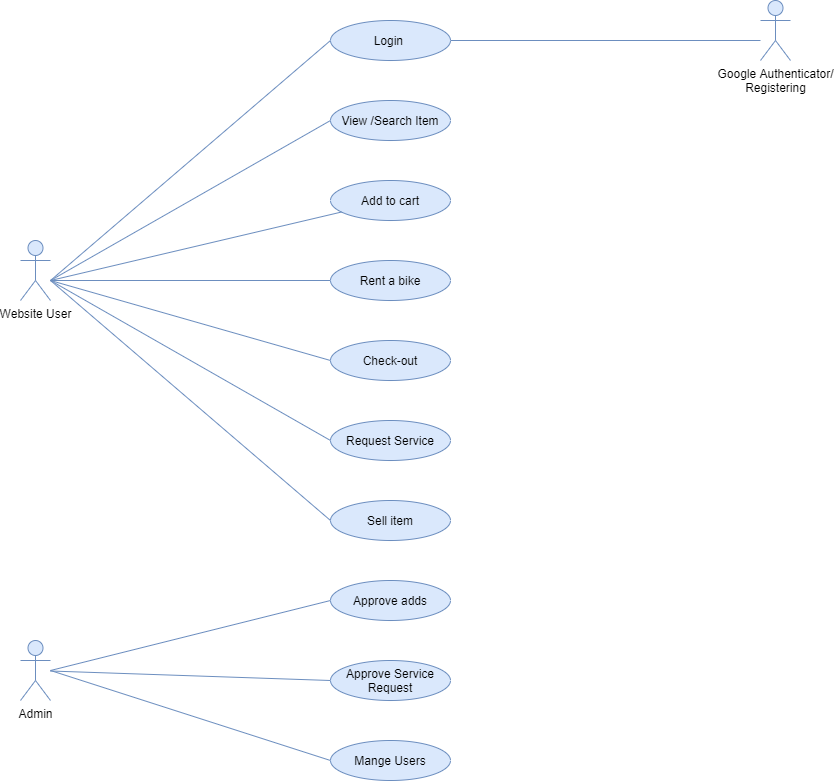 Login
Google Authenticator/
Registering
View /Search Item
Add to cart
Rent a bike
Website User
Check-out
Request Service
Sell item
Approve adds
Approve Service
Request
Admin
Mange Users